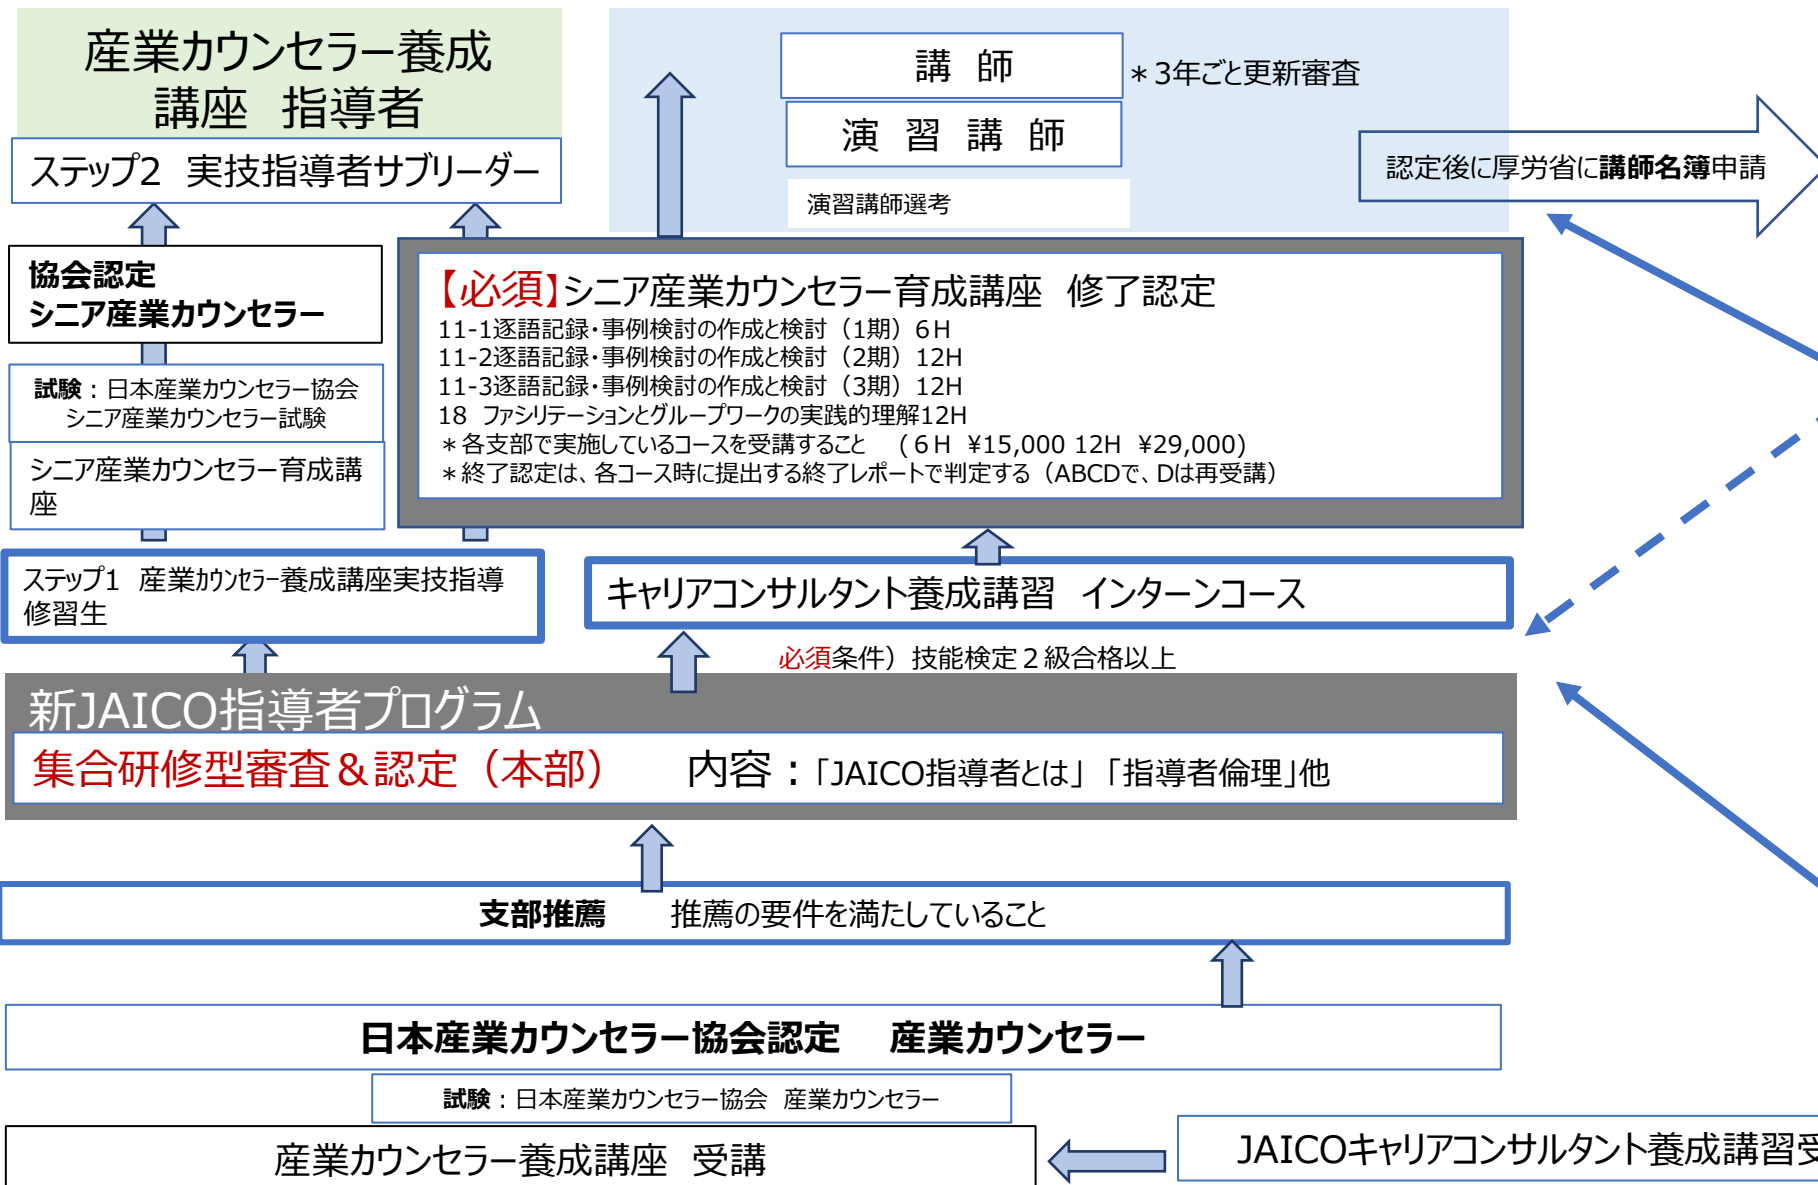 産業カウンセラー養成
講座　指導者
ステップ2　実技指導者サブリーダー
協会認定
シニア産業カウンセラー
試験：日本産業カウンセラー協会
シニア産業カウンセラー試験
シニア産業カウンセラー育成講
座
ステップ1　産業ｶｳﾝｾﾗｰ養成講座実技指導
修習生
講　師
＊3年ごと更新審査
演　習　講　師
演習講師選考
認定後に厚労省に講師名簿申請
【必須】シニア産業カウンセラー育成講座　修了認定
11-1逐語記録・事例検討の作成と検討（1期）6H
11-2逐語記録・事例検討の作成と検討（2期）12H
11-3逐語記録・事例検討の作成と検討（3期）12H
18　ファシリテーションとグループワークの実践的理解12H
＊各支部で実施しているコースを受講すること　(６H ¥15,000 12H ¥29,000)
＊終了認定は、各コース時に提出する終了レポートで判定する（ABCDで、Dは再受講）
キャリアコンサルタント養成講習　インターンコース
必須条件）技能検定２級合格以上
新JAICO指導者プログラム
集合研修型審査＆認定（本部）　内容：「JAICO指導者とは」「指導者倫理」他
支部推薦　　推薦の要件を満たしていること
日本産業カウンセラー協会認定　産業カウンセラー
試験：日本産業カウンセラー協会　産業カウンセラー
産業カウンセラー養成講座　受講
JAICOキャリアコンサルタント養成講習受